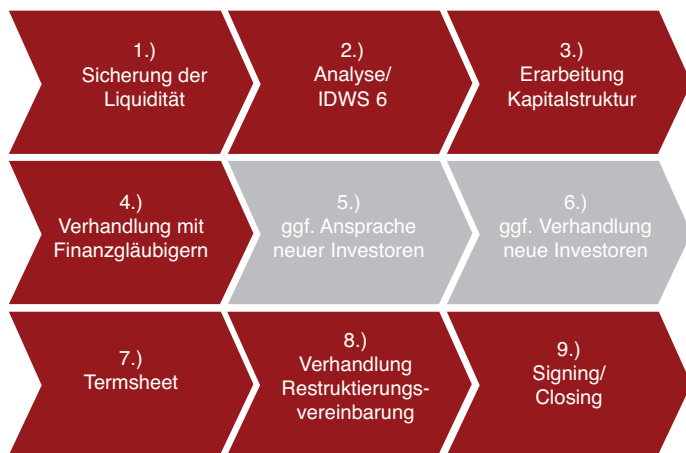 1.)
Sicherung der
Liquidität
2.)
Analyse/
IDWS 6
3.)
Erarbeitung
Kapitalstruktur
4.)
Verhandlung mit
Finanzgläubigern
5.)
ggf. Ansprache
neuer Investoren
6.)
ggf. Verhandlung
neue Investoren
7.)
Termsheet
8.)
Verhandlung
Restruktierungs-
vereinbarung
9.)
Signing/
Closing